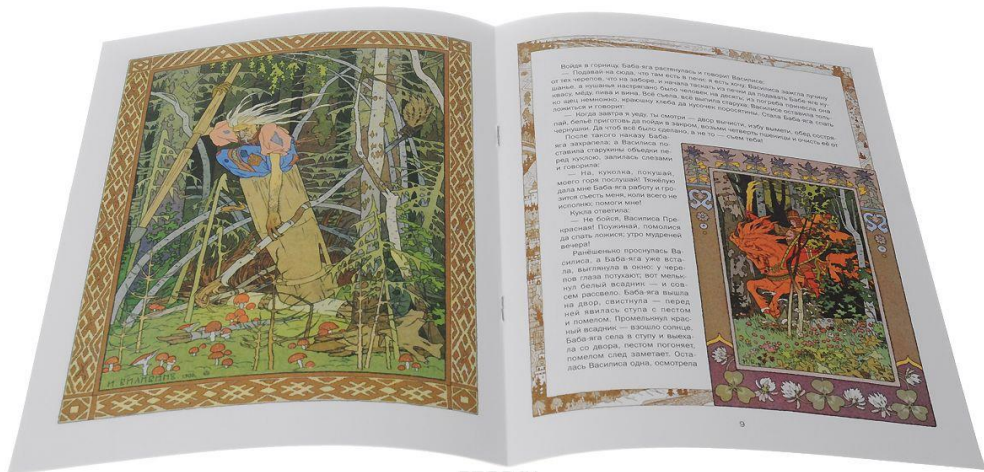 И. БИЛИБИНЪ 1900
Войдя в горницу, Баба-яга растянулась и говорит Василисе:
— Подавай-ка сюда, что там есть в печи: я есть хочу. Василиса зажгла лучину
от тех черепов, что на заборе, и начала таскать из печки да подавать Бабе-яге ку-
шанье, а кушанья настряпано было человек на десять; из погреба принесла она
квасу, мёду, пива и вина. Всё съела, всё выпила старуха; Василисе оставила толь-
ко щец немножко, краюшку хлеба да кусочек поросятины. Стала Баба-яга спать
ложиться и говорит:
— Когда завтра я уеду, ты смотри — двор вычисти, избу вымети, обед состря-
пай, бельё приготовь да пойди в закром, возьми четверть пшеницы и очисть её от
чернушки. Да чтоб всё было сделано, а не то — съем тебя!
После такого наказу Баба-
яга захрапела; а Василиса по-
ставила старухины объедки пе-
ред куклою, залилась слезами
и говорила:
— На, куколка, покушай,
моего горя послушай! Тяжёлую
дала мне Баба-яга работу и гро-
зится съесть меня, коли всего не
исполню; помоги мне!
Кукла ответила:
— Не бойся, Василиса Пре-
красная! Поужинай, помолися
да спать ложися; утро мудреней
вечера!
Ранёшенько проснулась Ва-
силиса, а Баба-яга уже вста-
ла, выглянула в окно: у чере-
пов глаза потухают; вот мельк-
нул белый всадник — и сов-
сем рассвело. Баба-яга вышла
на двор, свистнула — перед
ней явилась ступа с пестом
и помелом. Промелькнул крас-
ный всадник — взошло солнце.
Баба-яга села в ступу и выеха-
ла со двора, пестом погоняет,
помелом след заметает. Оста-
лась Василиса одна, осмотрела
9